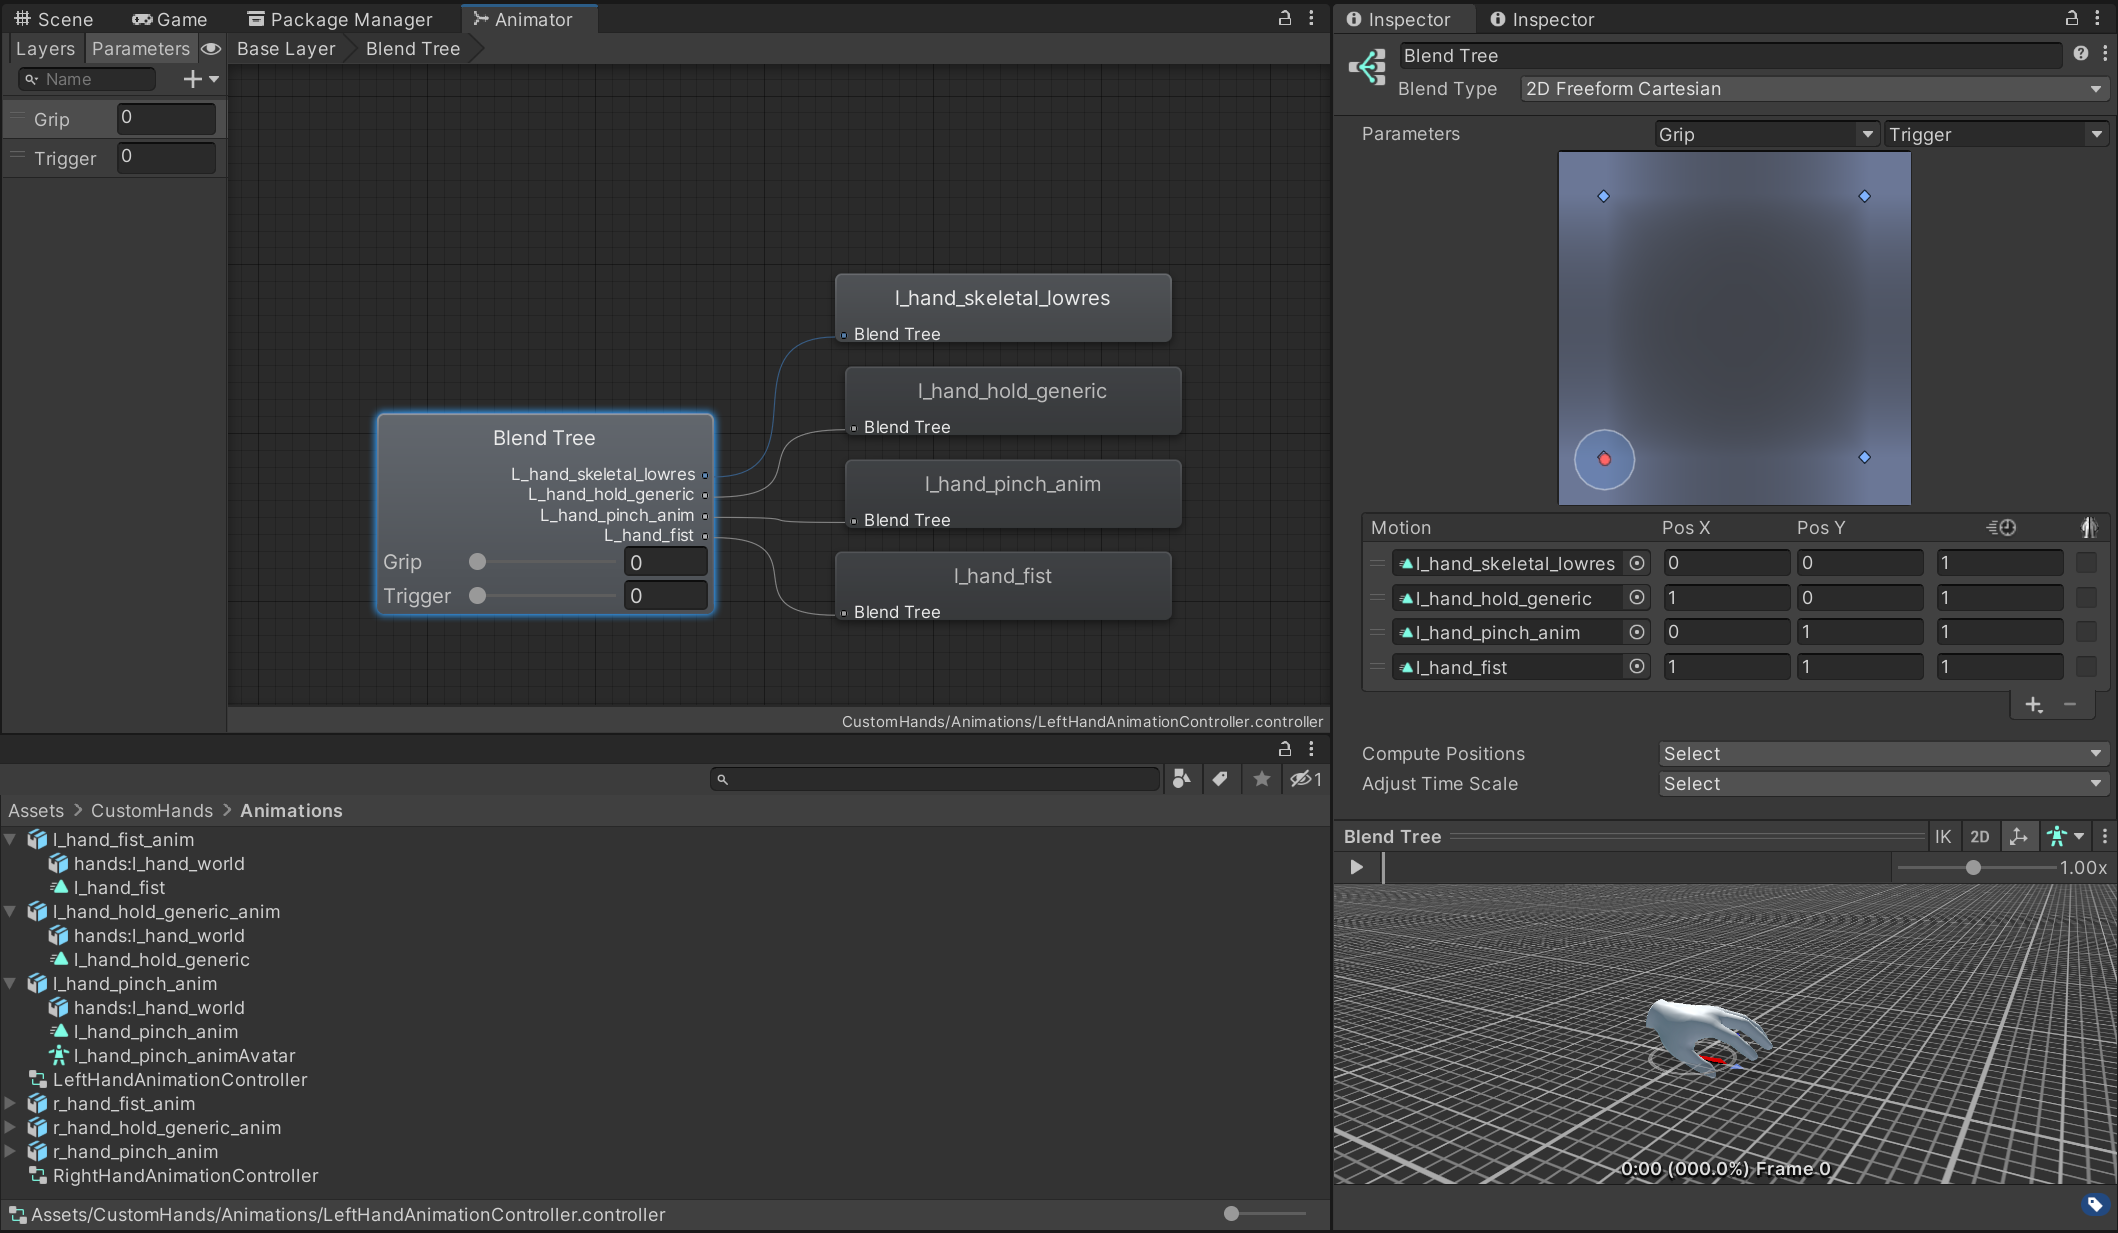 Scene Game Package Manager Animator
Layers Parameters Base Layer Blend Tree
Name
Grip 0
Trigger 0
l_hand_skeletal_lowres
Blend Tree
l_hand_hold_generic
Blend Tree
l_hand_pinch_anim
Blend Tree
l_hand_fist
Blend Tree
Blend Tree
L_hand_skeletal_lowres
L_hand_hold_generic
L_hand_pinch_anim
L_hand_fist
Grip 0
Trigger 0
CustomHands/Animations/LeftHandAnimationController.controller
1
Assets > CustomHands > Animations
l_hand_fist_anim
hands:l_hand_world
l_hand_fist
l_hand_hold_generic_anim
hands:l_hand_world
l_hand_hold_generic
l_hand_pinch_anim
hands:l_hand_world
l_hand_pinch_anim
l_hand_pinch_animAvatar
LeftHandAnimationController
r_hand_fist_anim
r_hand_hold_generic_anim
r_hand_pinch_anim
RightHandAnimationController
Assets/CustomHands/Animations/LeftHandAnimationController.controller
Inspector Inspector
Blend Tree
Blend Type 2D Freeform Cartesian
Parameters Grip Trigger
Motion Pos X Pos Y
l_hand_skeletal_lowres 0 0 1
l_hand_hold_generic 1 0 1
l_hand_pinch_anim 0 1 1
l_hand_fist 1 1 1
Compute Positions Select
Adjust Time Scale Select
Blend Tree IK 2D
1.00x
0:00 (000.0%) Frame 0